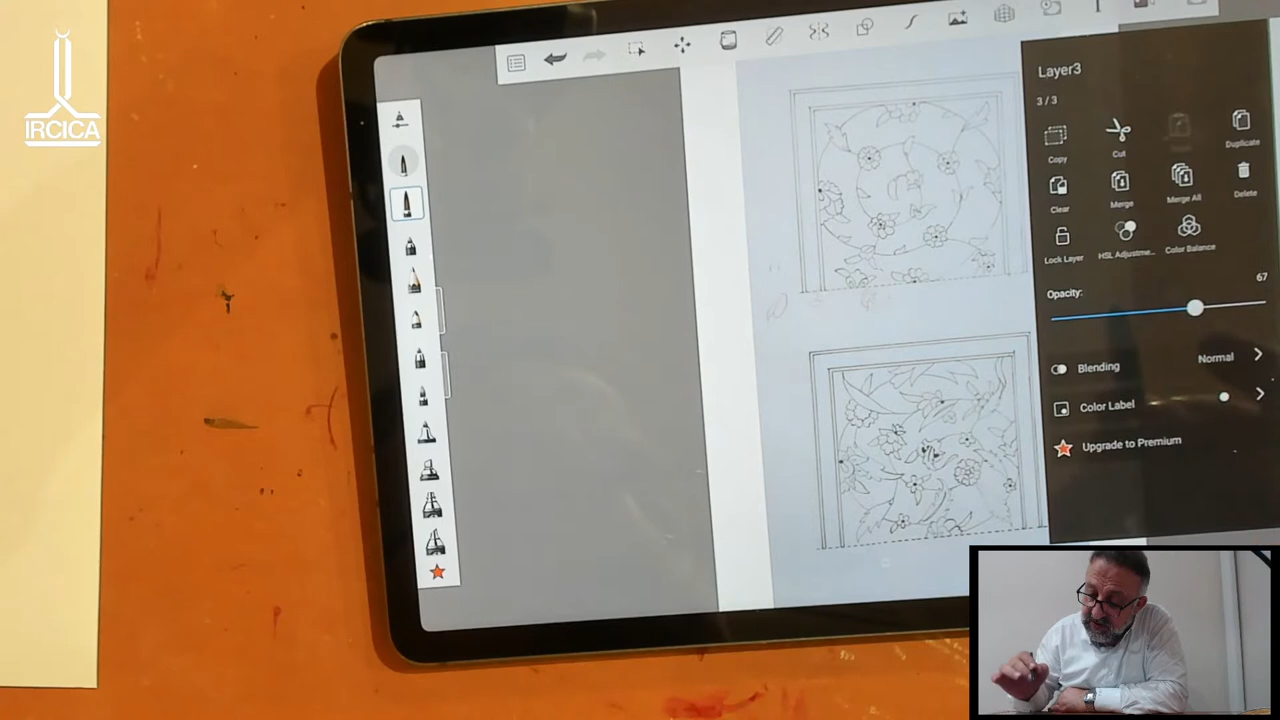 IRCICA
Layer3
3 / 3
Copy
Cut
Duplicate
Clear
Merge
Merge All
Delete
Lock Layer
HSL Adjustme...
Color Balance
67
Opacity:
Blending
Normal
Color Label
Upgrade to Premium